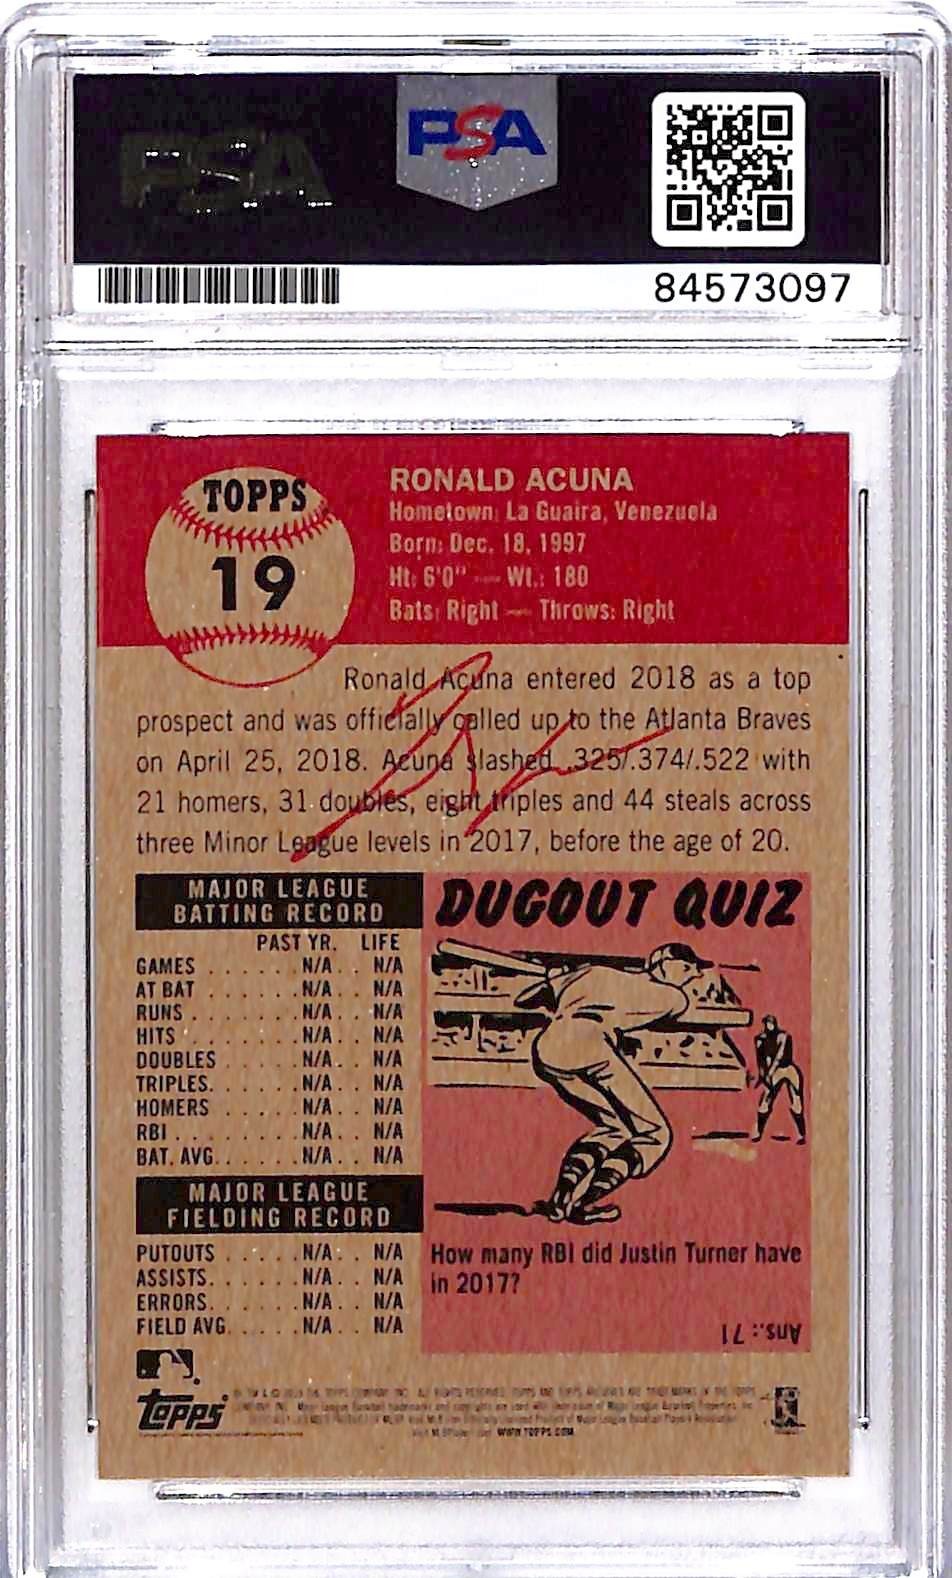 PSA
PSA
84573097
TOPPS
19
RONALD ACUNA
Hometown: La Guaira, Venezuela
Born: Dec. 18, 1997
Ht: 6'0" — Wt.: 180
Bats: Right — Throws: Right
Ronald Acuna entered 2018 as a top
prospect and was officially called up to the Atlanta Braves
on April 25, 2018. Acuna slashed .325/.374/.522 with
21 homers, 31 doubles, eight triples and 44 steals across
three Minor League levels in 2017, before the age of 20.
MAJOR LEAGUE
BATTING RECORD
PAST YR. LIFE
GAMES . . . . . . N/A . . N/A
AT BAT . . . . . . N/A . . N/A
RUNS . . . . . . . N/A . . N/A
HITS . . . . . . . N/A . . N/A
DOUBLES . . . . . N/A . . N/A
TRIPLES. . . . . . N/A . . N/A
HOMERS . . . . . N/A . . N/A
RBI . . . . . . . . N/A . . N/A
BAT. AVG. . . . . . N/A . . N/A
MAJOR LEAGUE
FIELDING RECORD
PUTOUTS . . . . . N/A . . N/A
ASSISTS. . . . . . N/A . . N/A
ERRORS. . . . . . N/A . . N/A
FIELD AVG. . . . . N/A . . N/A
DUGOUT QUIZ
How many RBI did Justin Turner have
in 2017?
Ans.: 71
TOPPS
WWW.TOPPS.COM